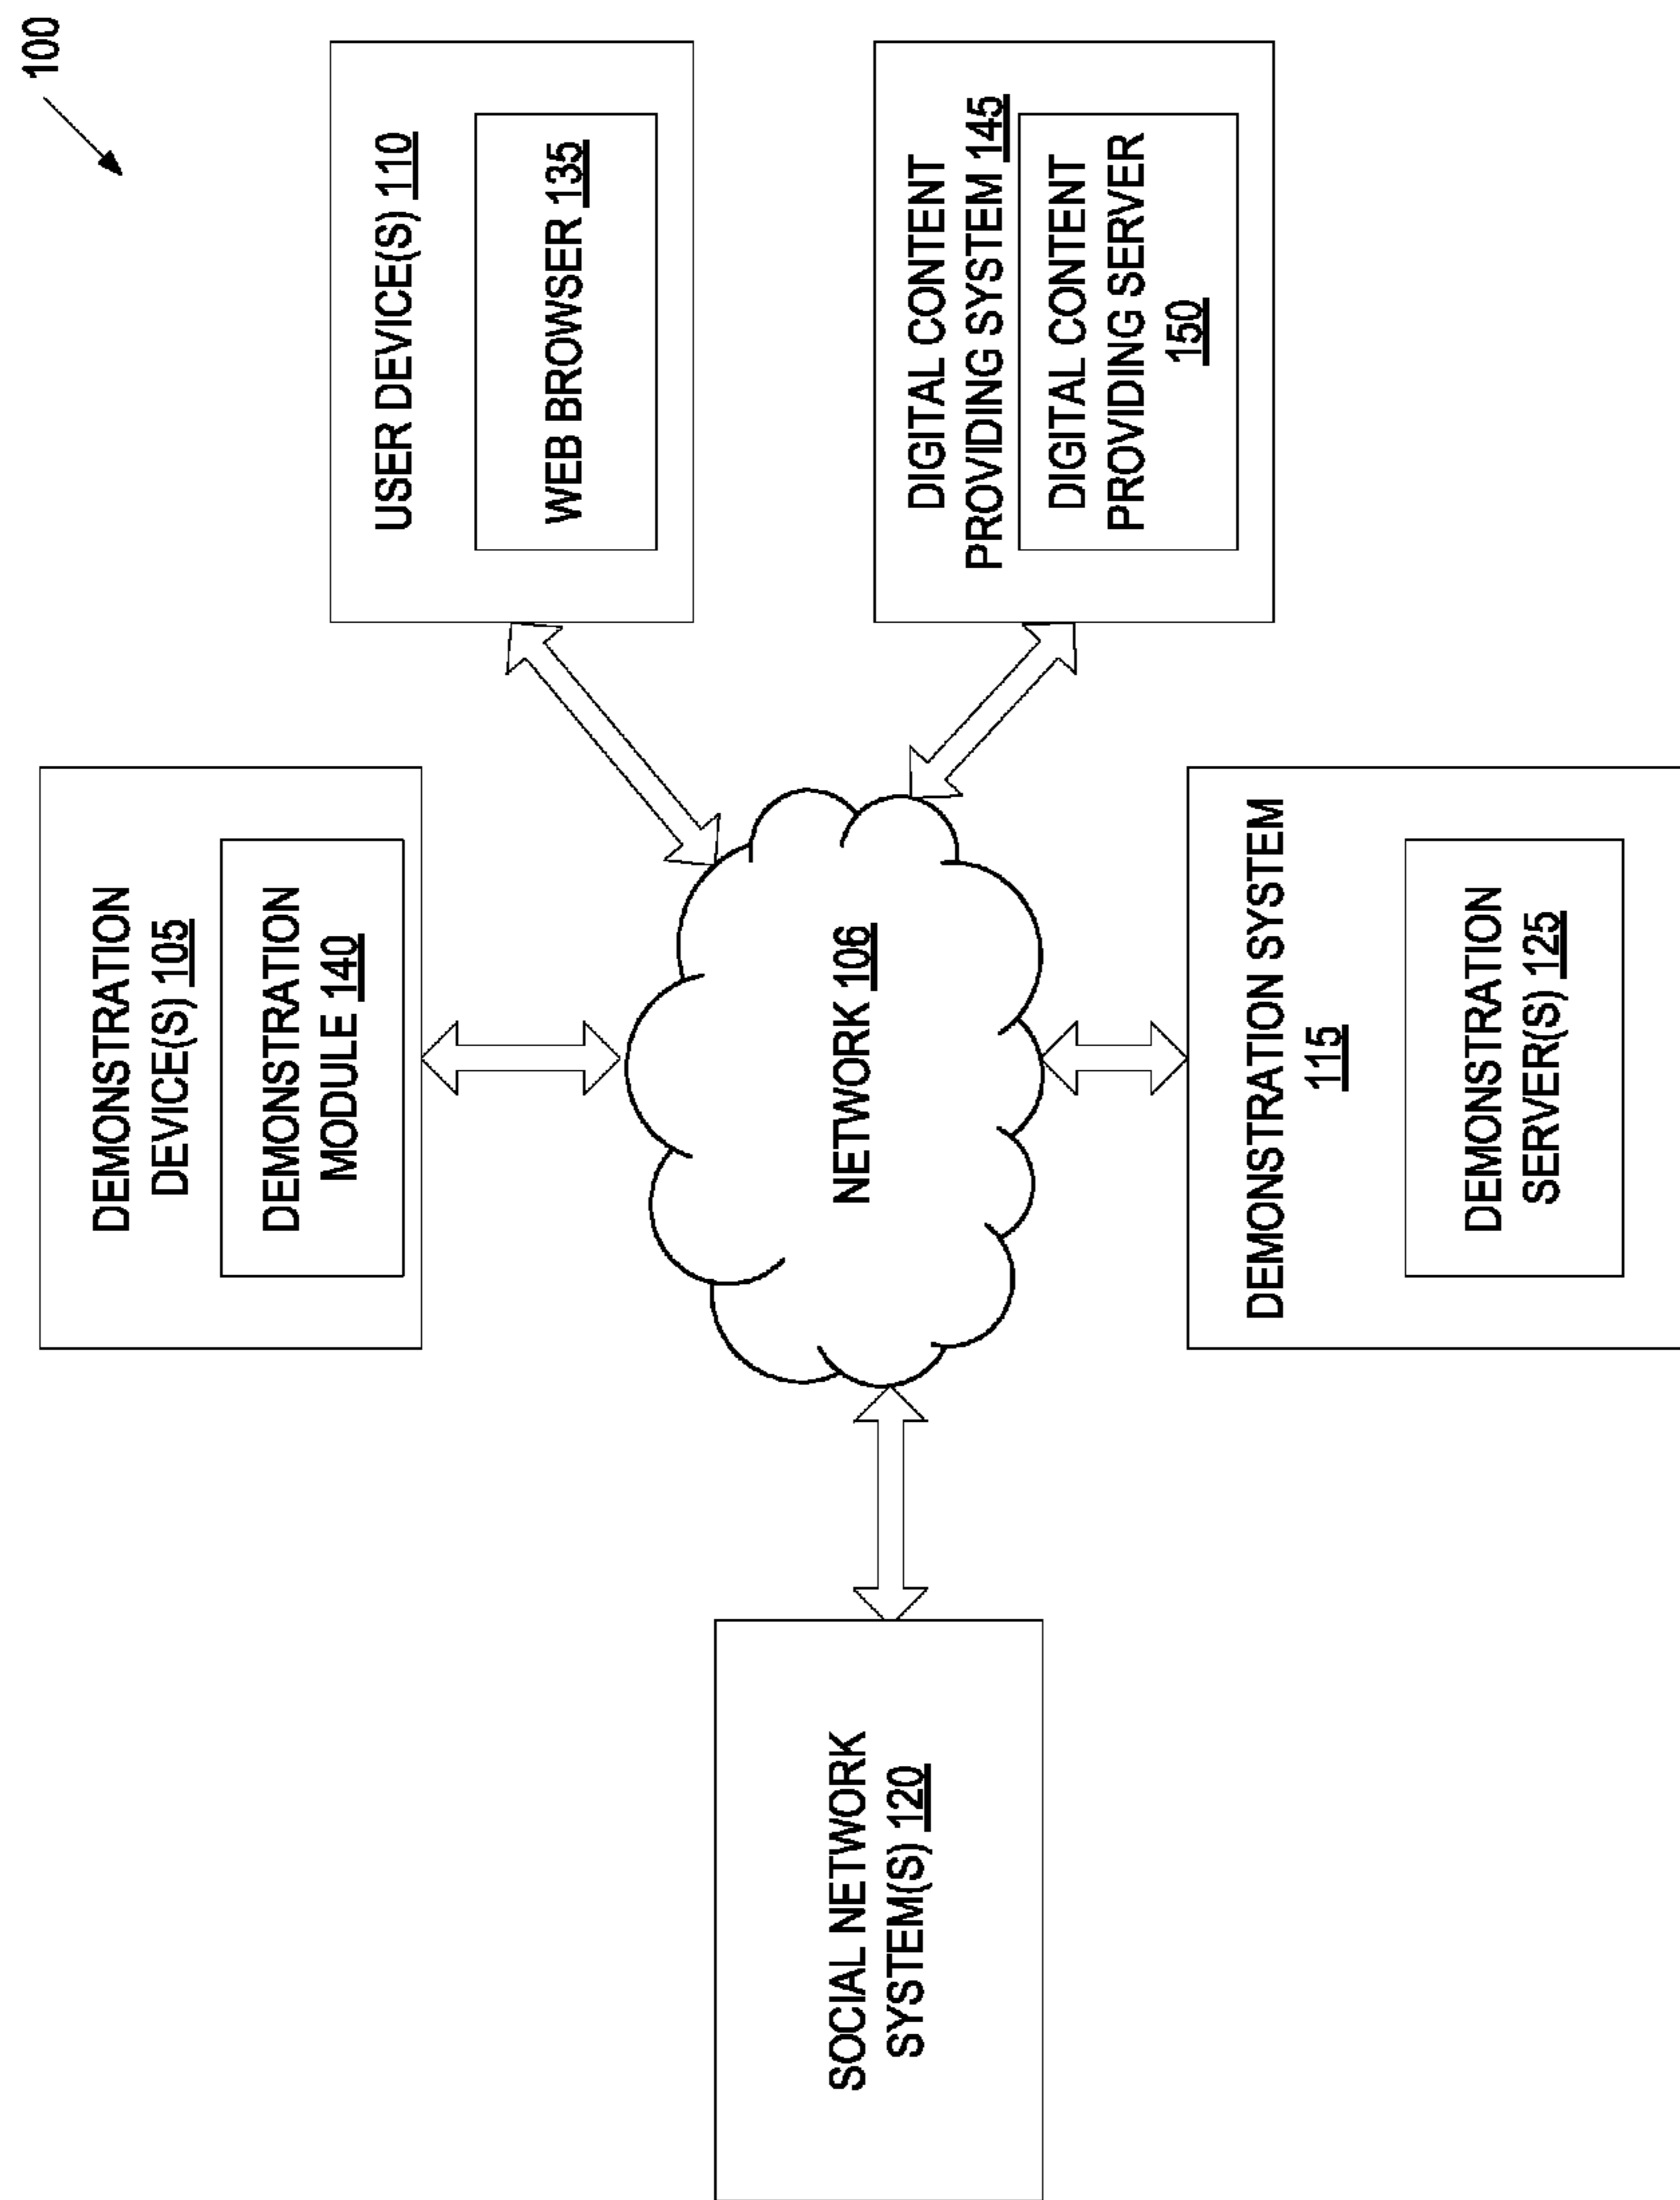 100
DEMONSTRATION
DEVICE(S) 105
DEMONSTRATION
MODULE 140
USER DEVICE(S) 110
WEB BROWSER 135
SOCIAL NETWORK
SYSTEM(S) 120
NETWORK 106
DIGITAL CONTENT
PROVIDING SYSTEM 145
DIGITAL CONTENT
PROVIDING SERVER
150
DEMONSTRATION SYSTEM
115
DEMONSTRATION
SERVER(S) 125